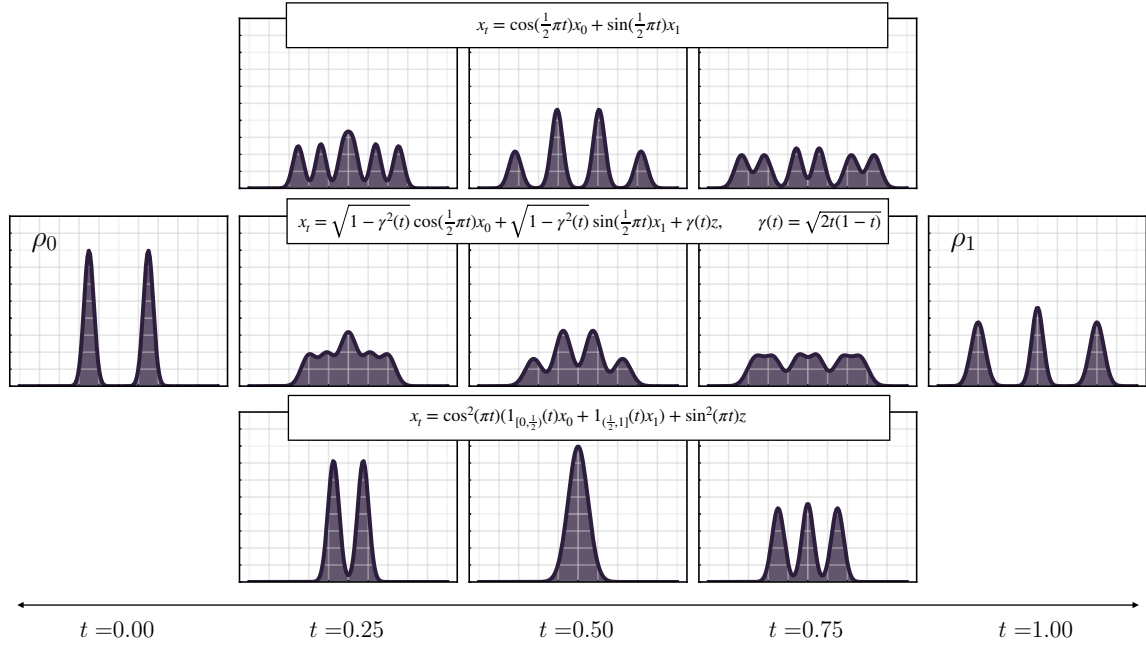 x_t = cos(½πt)x_0 + sin(½πt)x_1
x_t = √(1 − γ²(t)) cos(½πt)x_0 + √(1 − γ²(t)) sin(½πt)x_1 + γ(t)z, γ(t) = √(2t(1 − t))
ρ_0
ρ_1
x_t = cos²(πt)(1_{[0,½)}(t)x_0 + 1_{(½,1]}(t)x_1) + sin²(πt)z
t =0.00 t =0.25 t =0.50 t =0.75 t =1.00